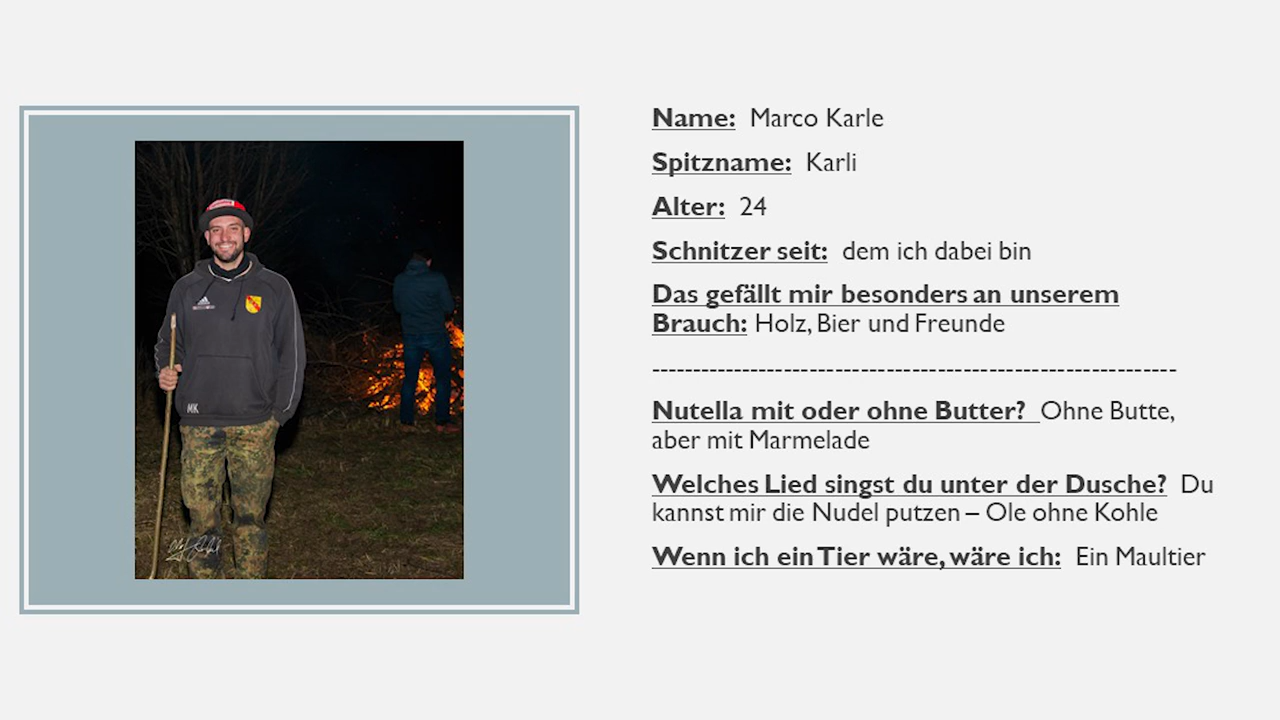 Name: Marco Karle
Spitzname: Karli
Alter: 24
Schnitzer seit: dem ich dabei bin
Das gefällt mir besonders an unserem
Brauch: Holz, Bier und Freunde
----------------------------------------------------------------
Nutella mit oder ohne Butter? Ohne Butte,
aber mit Marmelade
Welches Lied singst du unter der Dusche? Du
kannst mir die Nudel putzen – Ole ohne Kohle
Wenn ich ein Tier wäre, wäre ich: Ein Maultier
MK